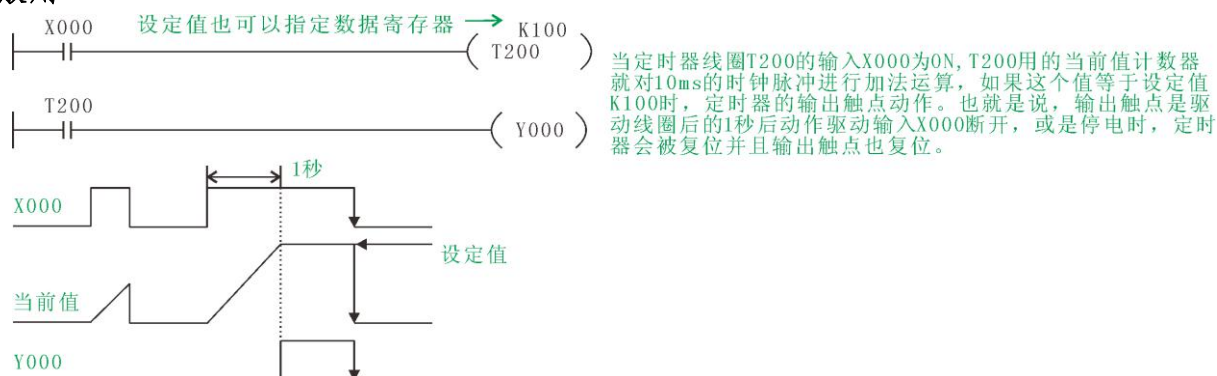 X000
设定值也可以指定数据寄存器
K100
T200
T200
Y000
当定时器线圈T200的输入X000为ON,T200用的当前值计数器
就对10ms的时钟脉冲进行加法运算，如果这个值等于设定值
K100时，定时器的输出触点动作。也就是说，输出触点是驱
动线圈后的1秒后动作驱动输入X000断开，或是停电时，定时
器会被复位并且输出触点也复位。
1秒
X000
设定值
当前值
Y000